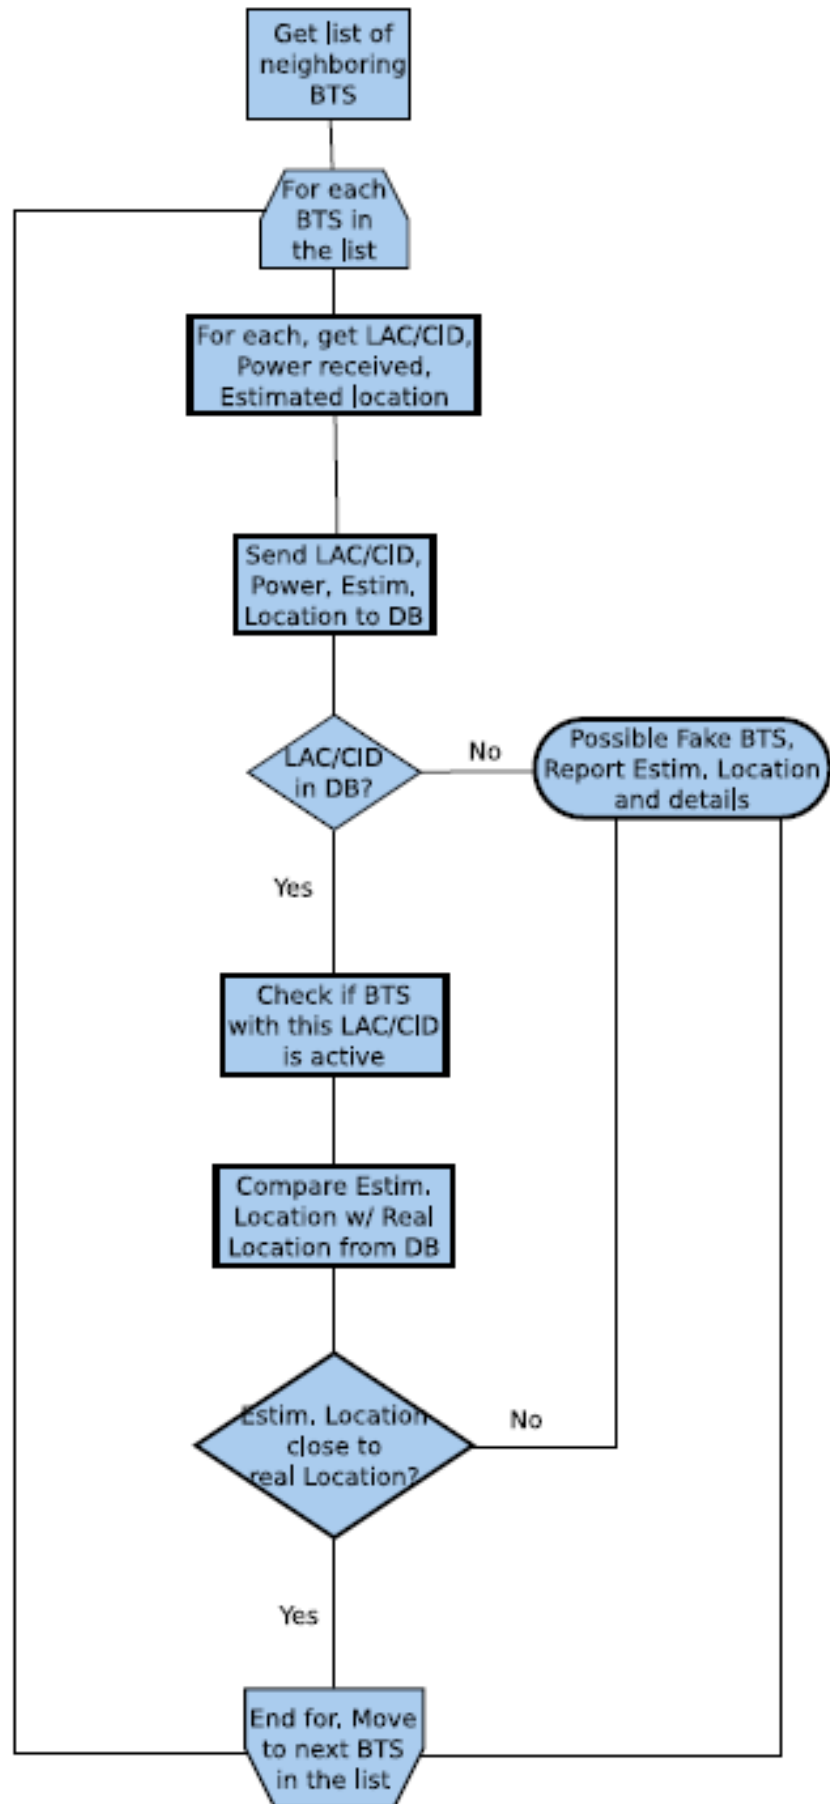 Get list of
neighboring
BTS
For each
BTS in
the list
For each, get LAC/CID,
Power received,
Estimated location
Send LAC/CID,
Power, Estim.
Location to DB
LAC/CID
in DB?
No
Possible Fake BTS,
Report Estim. Location
and details
Yes
Check if BTS
with this LAC/CID
is active
Compare Estim.
Location w/ Real
Location from DB
Estim. Location
close to
real Location?
No
Yes
End for. Move
to next BTS
in the list